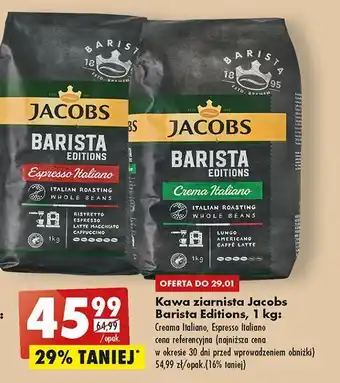 BARISTA
18 95
JACOBS
BARISTA
EDITIONS
Espresso Italiano
ITALIAN ROASTING
WHOLE BEANS
RISTRETTO
ESPRESSO
LATTE MACCHIATO
CAPPUCCINO
1kg
BS
JACOBS
BARISTA
EDITIONS
Crema Italiano
ITALIAN ROASTING
WHOLE BEANS
LUNGO
AMERICANO
CAFFÈ LATTE
1kg
OFERTA DO 29.01
45.99
64,99
/opak.
29% TANIEJ*
Kawa ziarnista Jacobs
Barista Editions, 1 kg:
Creama Italiano, Espresso Italiano
cena referencyjna (najniższa cena
w okresie 30 dni przed wprowadzeniem obniżki)
54,99 zł/opak.(16% taniej)